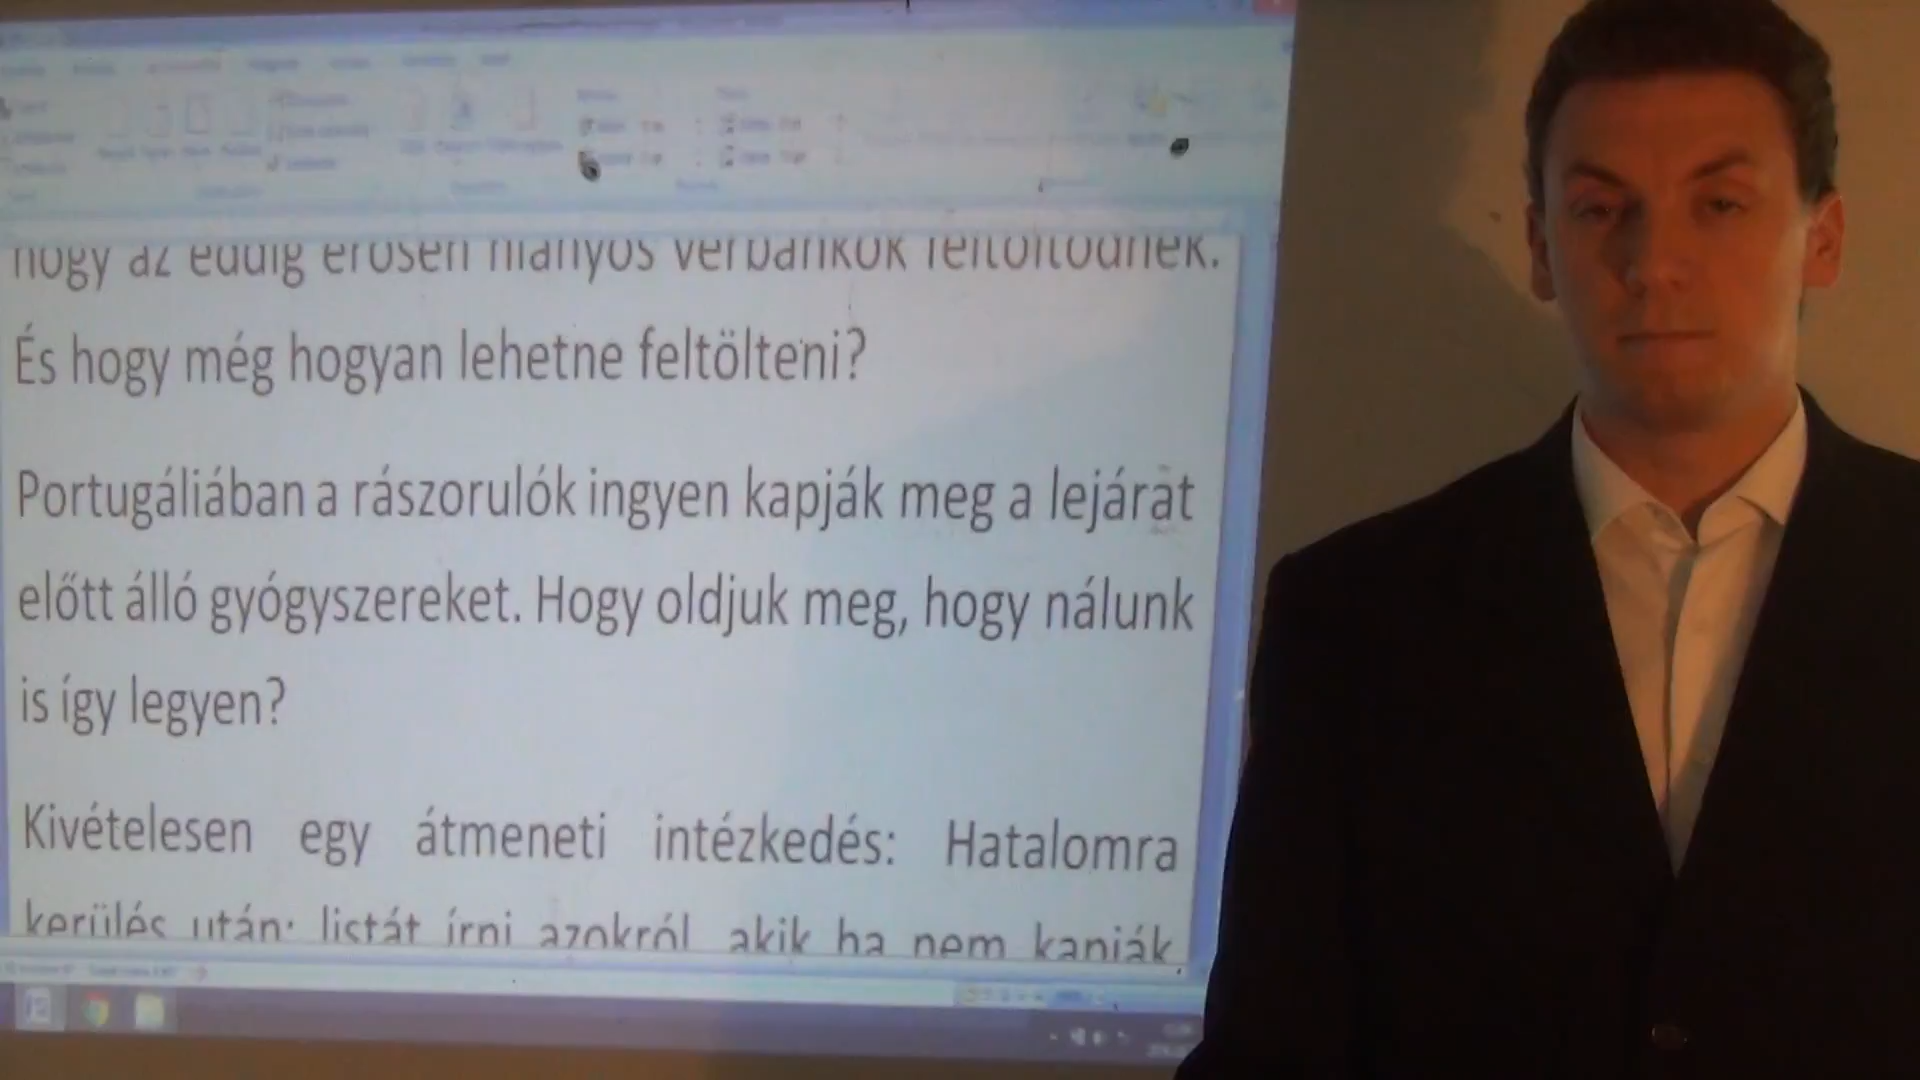 hogy az eddig erősen hiányos vérbankok feltöltődnek.
És hogy még hogyan lehetne feltölteni?
Portugáliában a rászorulók ingyen kapják meg a lejárat
előtt álló gyógyszereket. Hogy oldjuk meg, hogy nálunk
is így legyen?
Kivételesen egy átmeneti intézkedés: Hatalomra
kerülés után: listát írni azokról, akik ha nem kapják